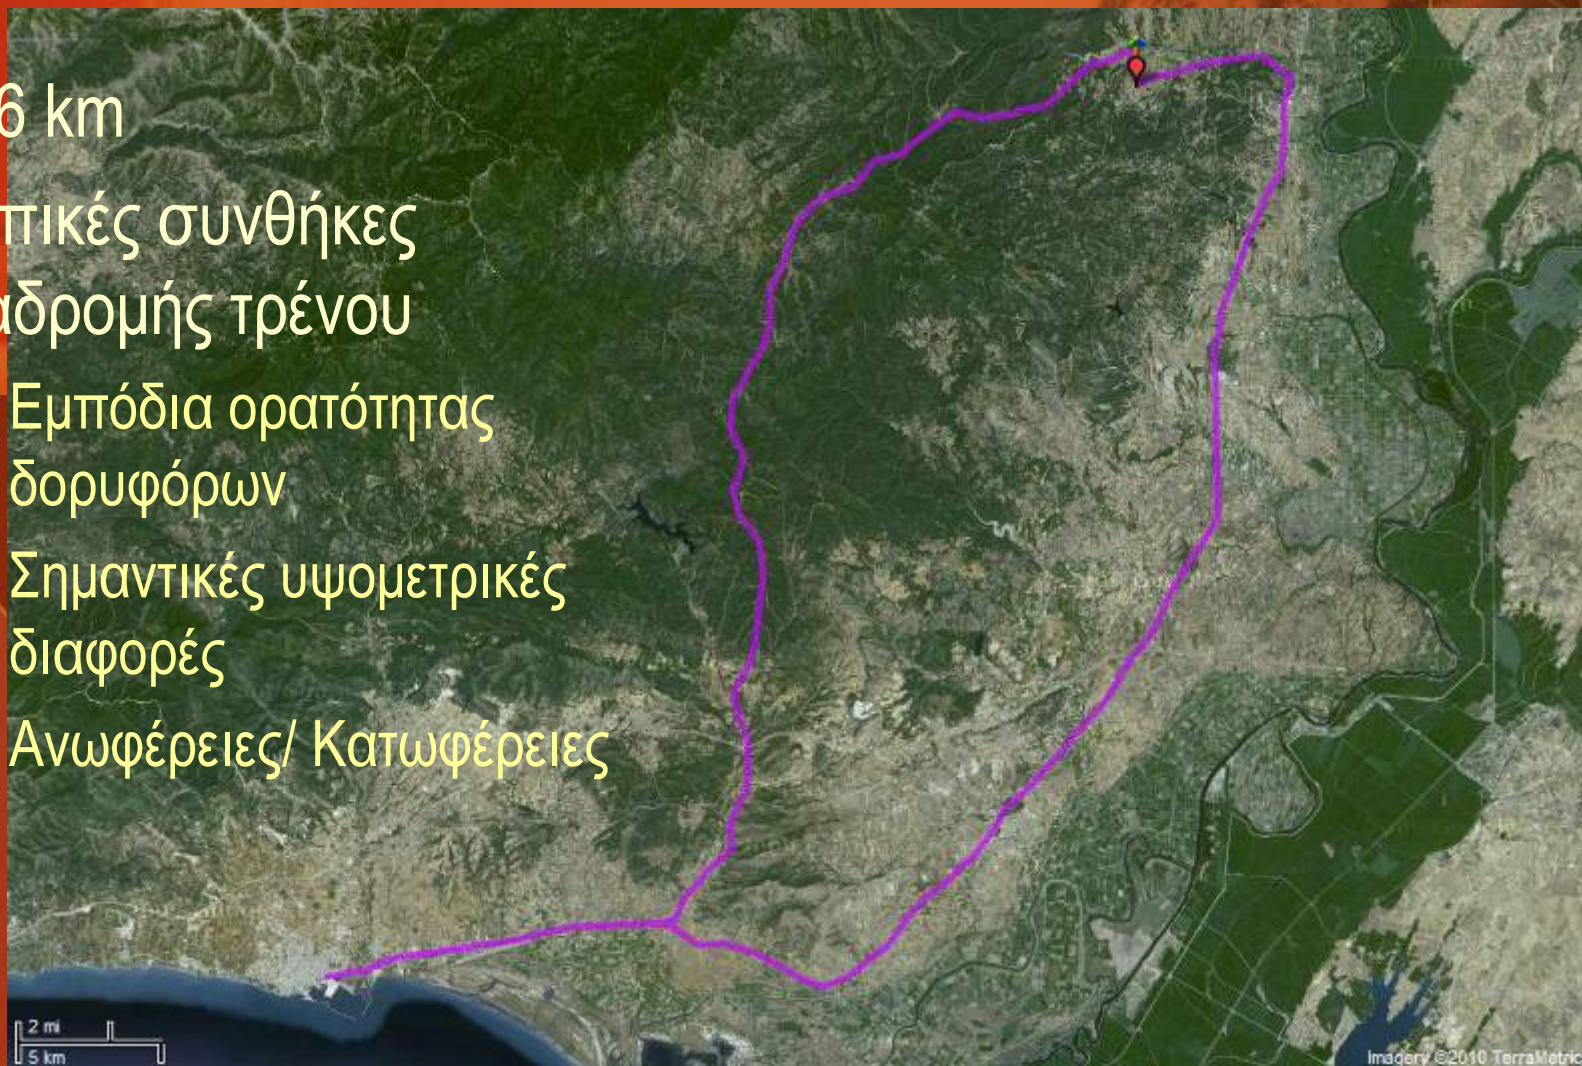 6 km
πικές συνθήκες
αδρομής τρένου
Εμπόδια ορατότητας
δορυφόρων
Σημαντικές υψομετρικές
διαφορές
Ανωφέρειες/ Κατωφέρειες
2 mi
5 km
Imagery ©2010 TerraMetric